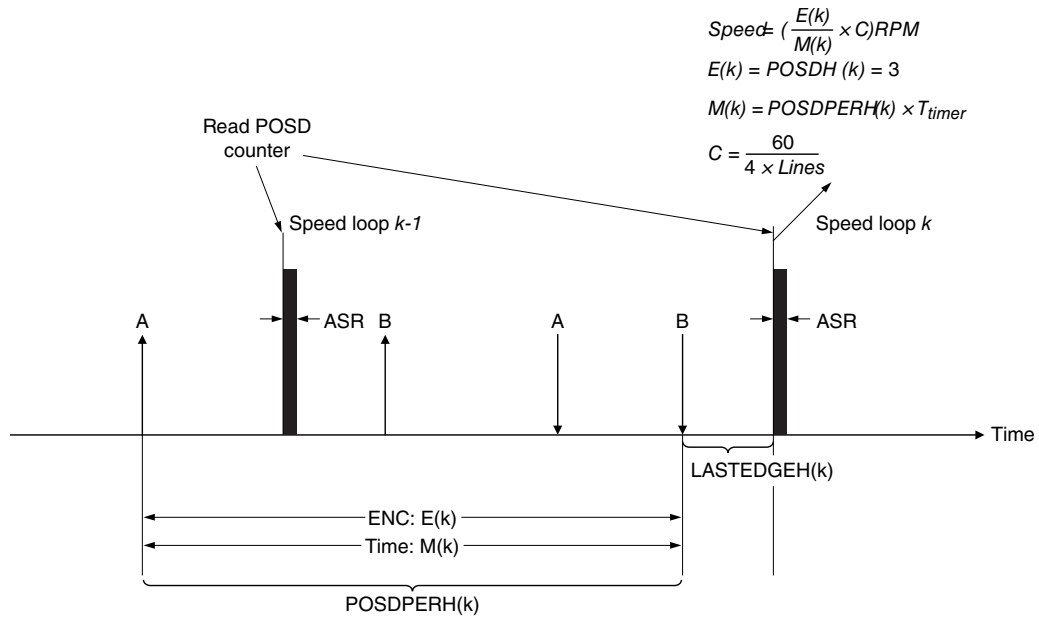 Speed= ( E(k) / M(k) × C)RPM
E(k) = POSDH (k) = 3
M(k) = POSDPERH(k) × Ttimer
C = 60 / 4 × Lines
Read POSD
counter
Speed loop k-1
Speed loop k
A
ASR
B
A
B
ASR
Time
LASTEDGEH(k)
ENC: E(k)
Time: M(k)
POSDPERH(k)